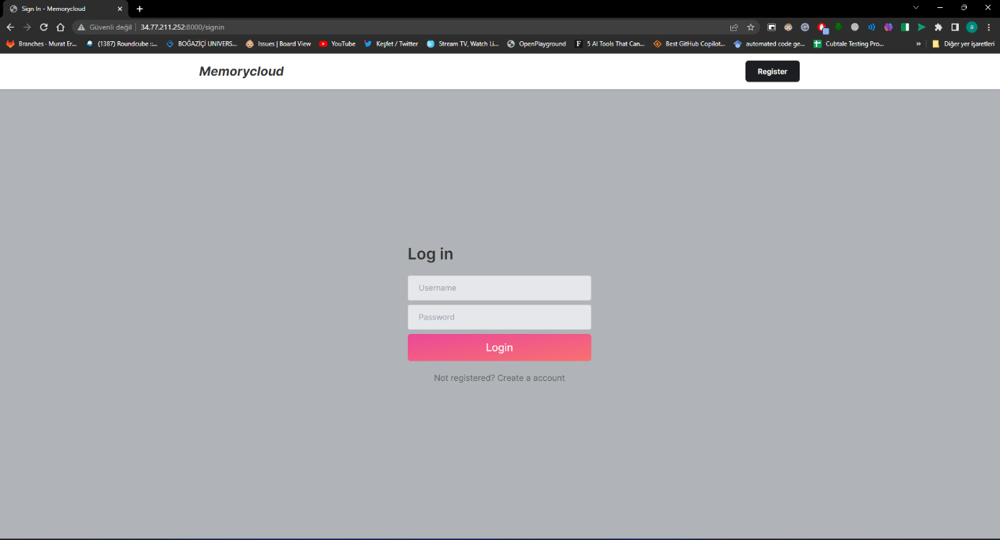 Sign In - Memorycloud
Güvenli değil 34.77.211.252:8000/signin
a
Branches · Murat Er... (1387) Roundcube ::... BOĞAZİÇİ UNIVERS... Issues | Board View YouTube Keşfet / Twitter Stream TV, Watch Li... OpenPlayground F 5 AI Tools That Can... Best GitHub Copilot... automated code ge... Cubtale Testing Pro... » Diğer yer işaretleri
Memorycloud Register
Log in
Username
Password
Login
Not registered? Create a account